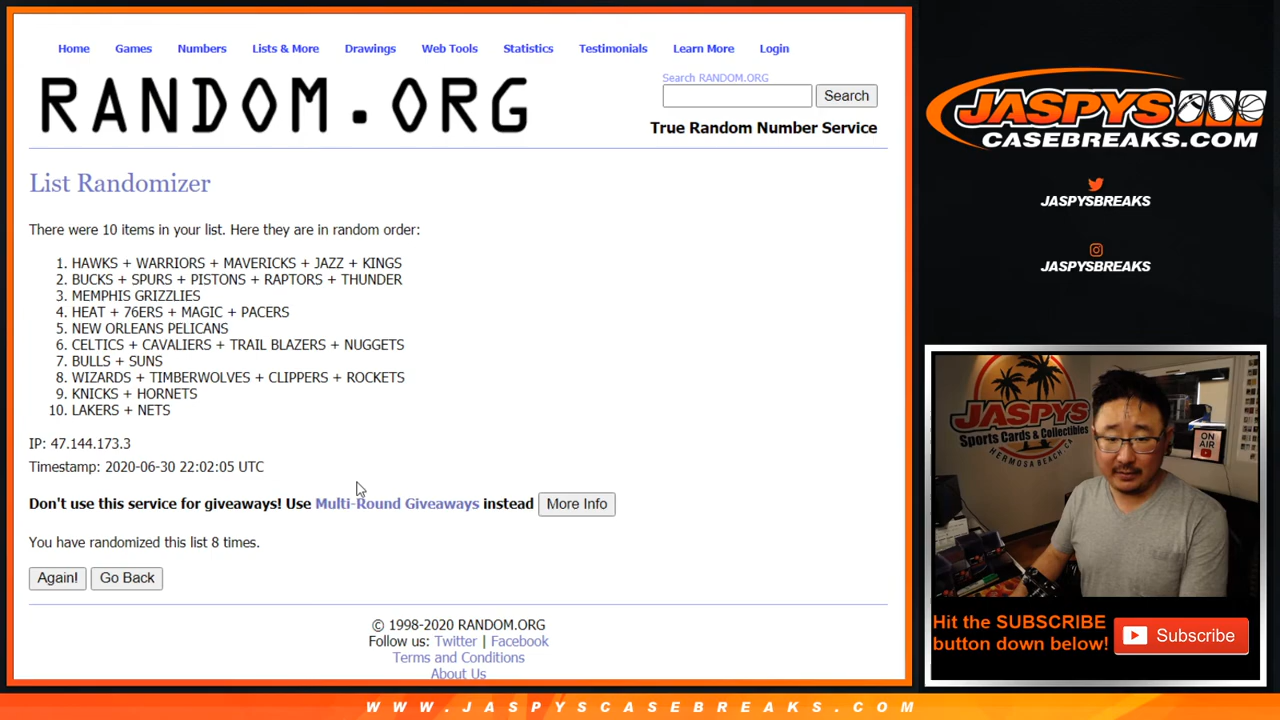 Home Games Numbers Lists & More Drawings Web Tools Statistics Testimonials Learn More Login
RANDOM.ORG
Search RANDOM.ORG
Search
True Random Number Service
List Randomizer
There were 10 items in your list. Here they are in random order:
1. HAWKS + WARRIORS + MAVERICKS + JAZZ + KINGS
2. BUCKS + SPURS + PISTONS + RAPTORS + THUNDER
3. MEMPHIS GRIZZLIES
4. HEAT + 76ERS + MAGIC + PACERS
5. NEW ORLEANS PELICANS
6. CELTICS + CAVALIERS + TRAIL BLAZERS + NUGGETS
7. BULLS + SUNS
8. WIZARDS + TIMBERWOLVES + CLIPPERS + ROCKETS
9. KNICKS + HORNETS
10. LAKERS + NETS
IP: 47.144.173.3
Timestamp: 2020-06-30 22:02:05 UTC
Don't use this service for giveaways! Use Multi-Round Giveaways instead More Info
You have randomized this list 8 times.
Again! Go Back
© 1998-2020 RANDOM.ORG
Follow us: Twitter | Facebook
Terms and Conditions
About Us
JASPYS
CASEBREAKS.COM
JASPYSBREAKS
JASPYSBREAKS
JASPYS
Sports Cards & Collectibles
HERMOSA BEACH, CA
ON
AIR
Hit the SUBSCRIBE
button down below!
Subscribe
WWW.JASPYSCASEBREAKS.COM